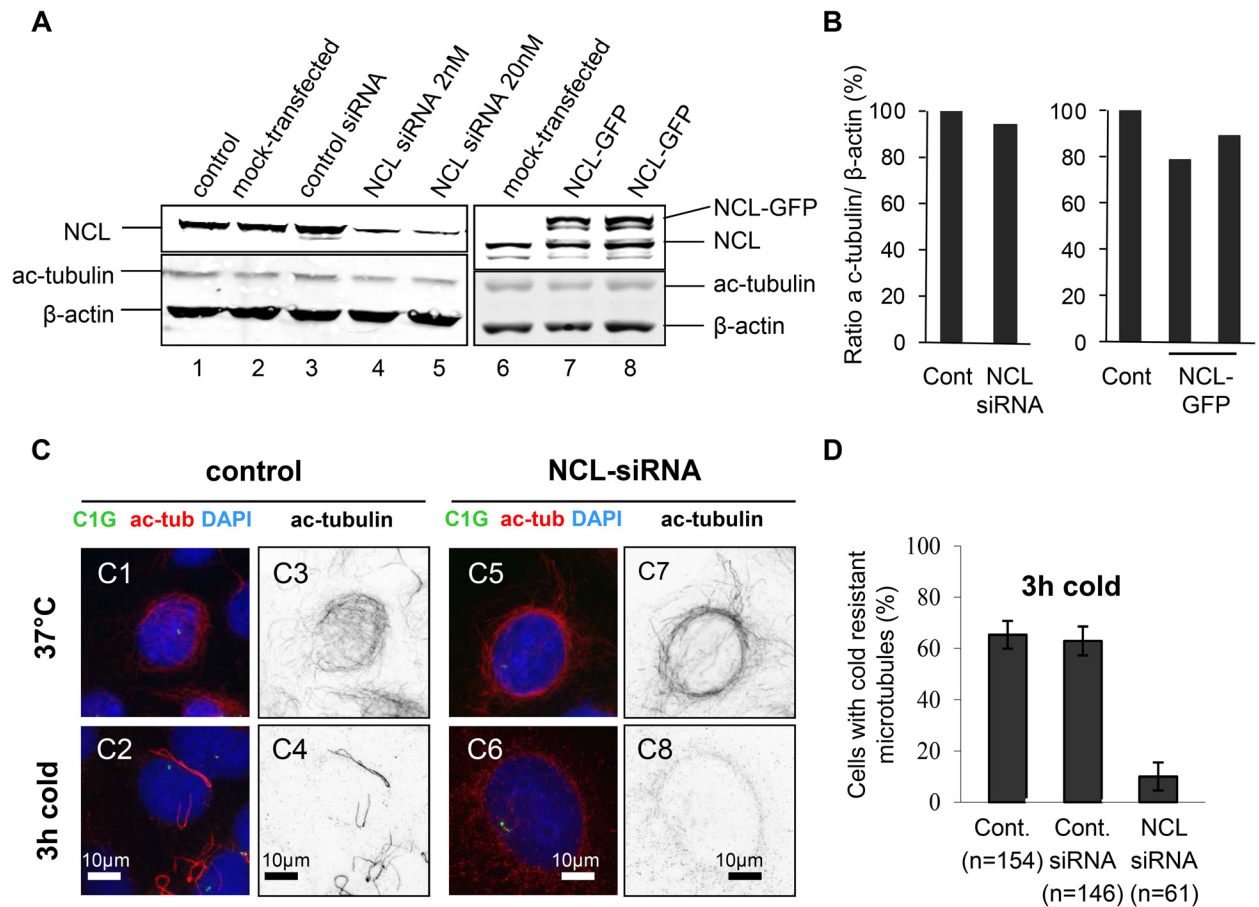 A
control
mock-transfected
control siRNA
NCL siRNA 2nM
NCL siRNA 20nM
mock-transfected
NCL-GFP
NCL-GFP
NCL
ac-tubulin
β-actin
NCL-GFP
NCL
ac-tubulin
β-actin
1 2 3 4 5 6 7 8
B
Ratio a c-tubulin/ β-actin (%)
100
80
60
40
20
0
Cont NCL
siRNA
100
80
60
40
20
0
Cont NCL-
GFP
C
control
NCL-siRNA
C1G ac-tub DAPI
ac-tubulin
C1G ac-tub DAPI
ac-tubulin
37°C
C1
C3
C5
C7
3h cold
C2
C4
C6
C8
10µm
10µm
10µm
10µm
D
Cells with cold resistant
microtubules (%)
3h cold
100
80
60
40
20
0
Cont.
(n=154)
Cont.
siRNA
(n=146)
NCL
siRNA
(n=61)